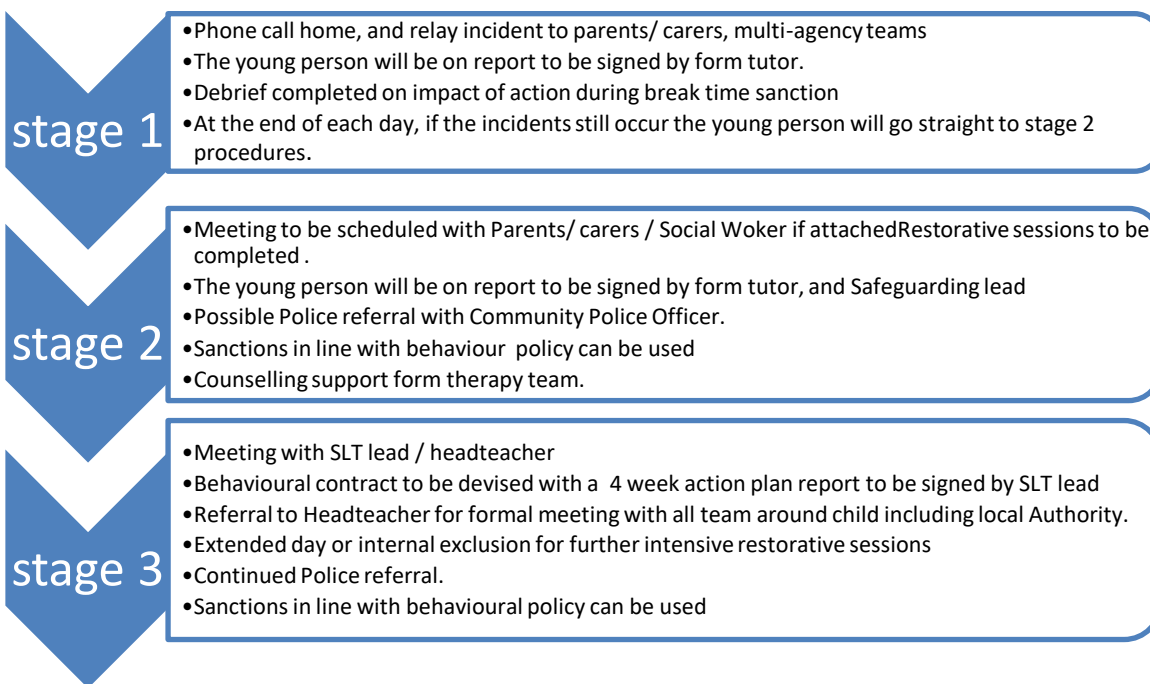 stage 1
•Phone call home, and relay incident to parents/ carers, multi-agency teams
•The young person will be on report to be signed by form tutor.
•Debrief completed on impact of action during break time sanction
•At the end of each day, if the incidents still occur the young person will go straight to stage 2
procedures.
stage 2
•Meeting to be scheduled with Parents/ carers / Social Woker if attachedRestorative sessions to be
completed .
•The young person will be on report to be signed by form tutor, and Safeguarding lead
•Possible Police referral with Community Police Officer.
•Sanctions in line with behaviour policy can be used
•Counselling support form therapy team.
stage 3
•Meeting with SLT lead / headteacher
•Behavioural contract to be devised with a 4 week action plan report to be signed by SLT lead
•Referral to Headteacher for formal meeting with all team around child including local Authority.
•Extended day or internal exclusion for further intensive restorative sessions
•Continued Police referral.
•Sanctions in line with behavioural policy can be used